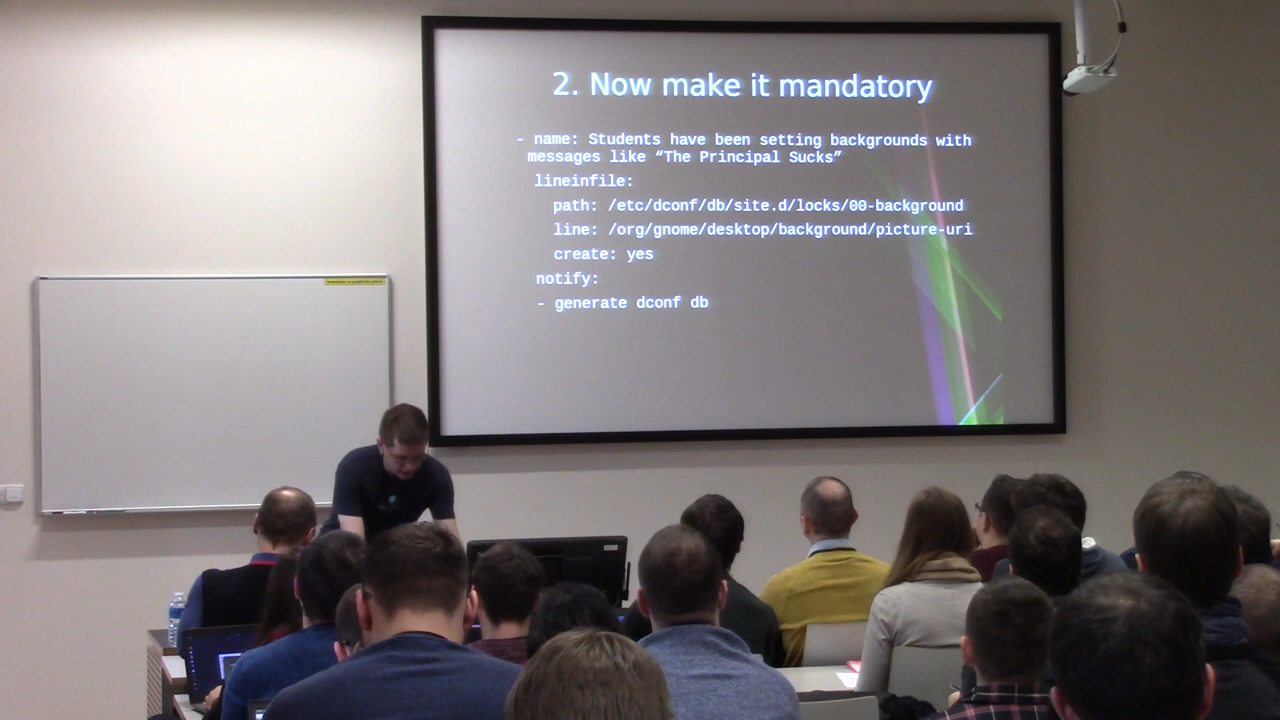 2. Now make it mandatory
- name: Students have been setting backgrounds with
messages like “The Principal Sucks”
lineinfile:
path: /etc/dconf/db/site.d/locks/00-background
line: /org/gnome/desktop/background/picture-uri
create: yes
notify:
- generate dconf db